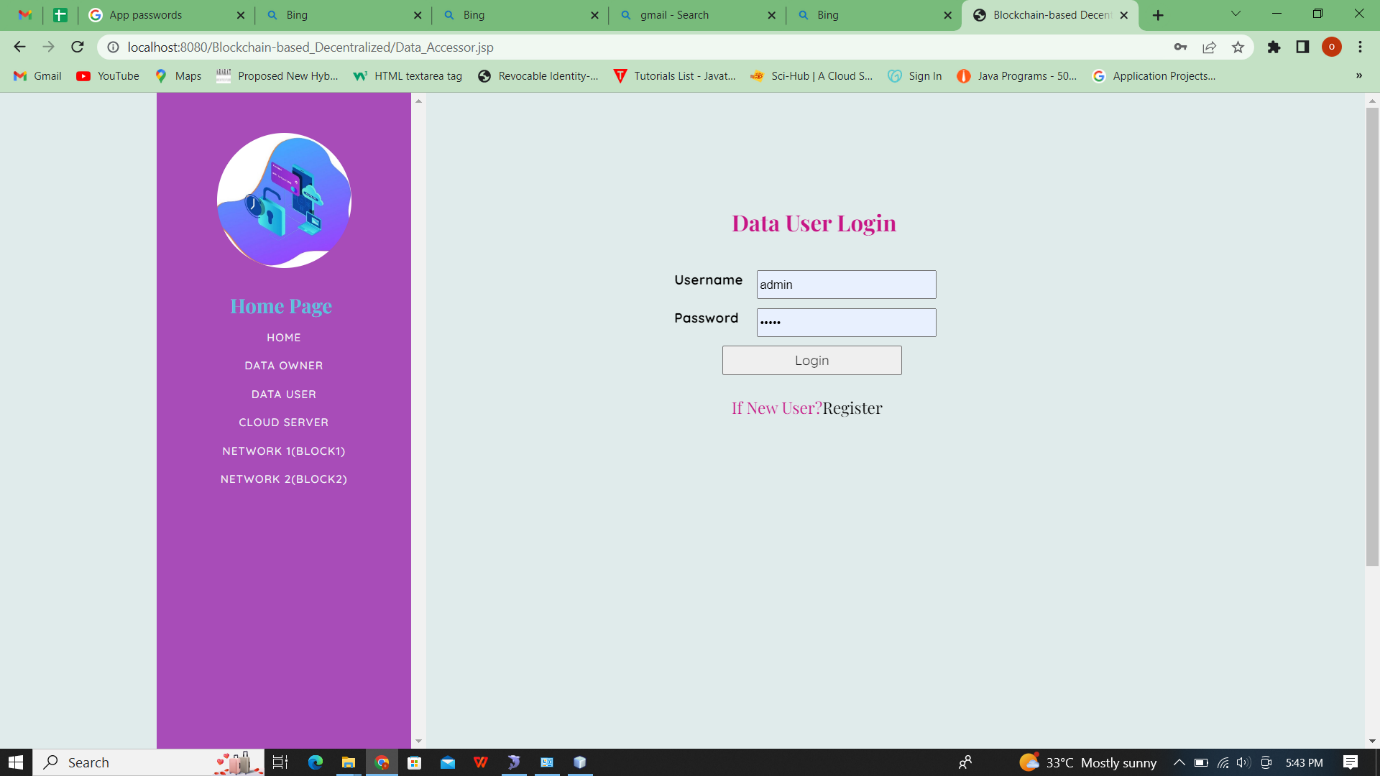 App passwords
Bing
Bing
gmail - Search
Bing
Blockchain-based Decent
localhost:8080/Blockchain-based_Decentralized/Data_Accessor.jsp
O
Gmail
YouTube
Maps
Proposed New Hyb...
HTML textarea tag
Revocable Identity-...
Tutorials List - Javat...
Sci-Hub | A Cloud S...
Sign In
Java Programs - 50...
Application Projects...
»
Home Page
HOME
DATA OWNER
DATA USER
CLOUD SERVER
NETWORK 1(BLOCK1)
NETWORK 2(BLOCK2)
Data User Login
Username
admin
Password
•••••
Login
If New User?Register
Search
33°C Mostly sunny
5:43 PM